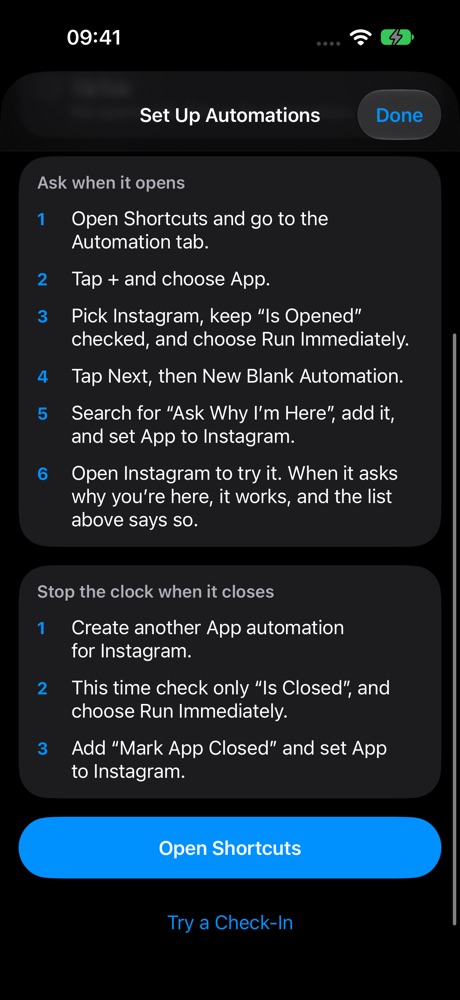 09:41
Set Up Automations
Done
Ask when it opens
1 Open Shortcuts and go to the
Automation tab.
2 Tap + and choose App.
3 Pick Instagram, keep “Is Opened”
checked, and choose Run Immediately.
4 Tap Next, then New Blank Automation.
5 Search for “Ask Why I’m Here”, add it,
and set App to Instagram.
6 Open Instagram to try it. When it asks
why you’re here, it works, and the list
above says so.
Stop the clock when it closes
1 Create another App automation
for Instagram.
2 This time check only “Is Closed”, and
choose Run Immediately.
3 Add “Mark App Closed” and set App
to Instagram.
Open Shortcuts
Try a Check-In